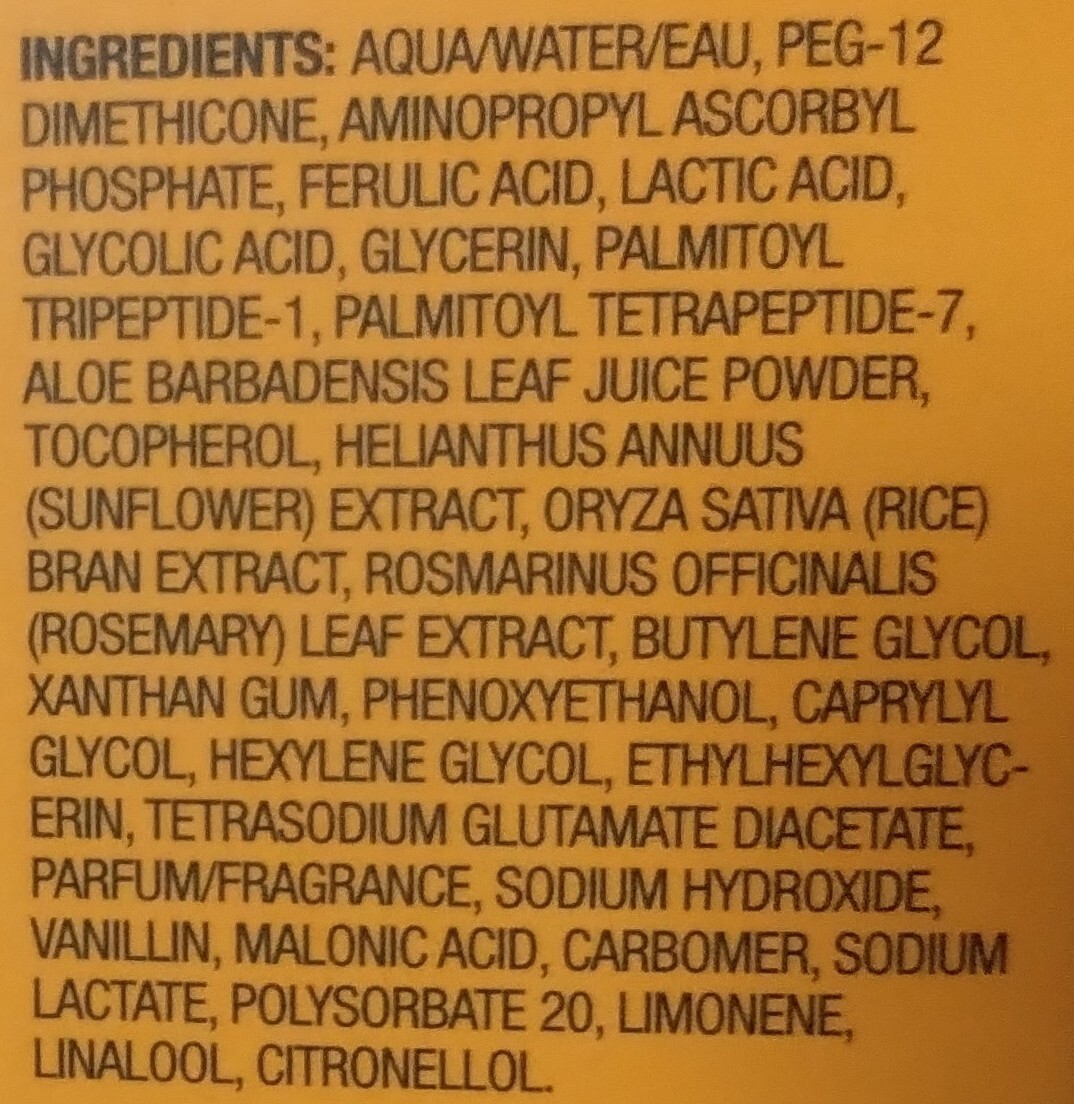 INGREDIENTS: AQUA/WATER/EAU, PEG-12
DIMETHICONE, AMINOPROPYL ASCORBYL
PHOSPHATE, FERULIC ACID, LACTIC ACID,
GLYCOLIC ACID, GLYCERIN, PALMITOYL
TRIPEPTIDE-1, PALMITOYL TETRAPEPTIDE-7,
ALOE BARBADENSIS LEAF JUICE POWDER,
TOCOPHEROL, HELIANTHUS ANNUUS
(SUNFLOWER) EXTRACT, ORYZA SATIVA (RICE)
BRAN EXTRACT, ROSMARINUS OFFICINALIS
(ROSEMARY) LEAF EXTRACT, BUTYLENE GLYCOL,
XANTHAN GUM, PHENOXYETHANOL, CAPRYLYL
GLYCOL, HEXYLENE GLYCOL, ETHYLHEXYLGLYC-
ERIN, TETRASODIUM GLUTAMATE DIACETATE,
PARFUM/FRAGRANCE, SODIUM HYDROXIDE,
VANILLIN, MALONIC ACID, CARBOMER, SODIUM
LACTATE, POLYSORBATE 20, LIMONENE,
LINALOOL, CITRONELLOL.